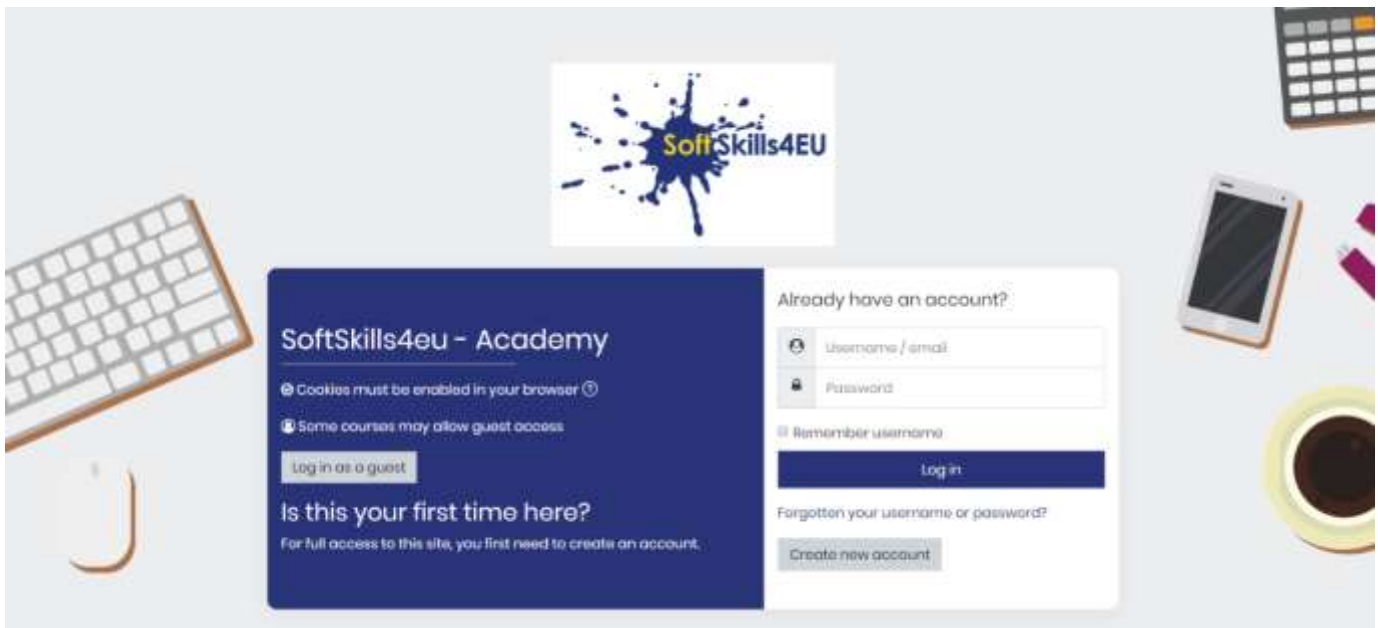 SoftSkills4EU
SoftSkills4eu - Academy
Cookies must be enabled in your browser
Some courses may allow guest access
Log in as a guest
Is this your first time here?
For full access to this site, you first need to create an account.
Already have an account?
Username / email
Password
Remember username
Log in
Forgotten your username or password?
Create new account